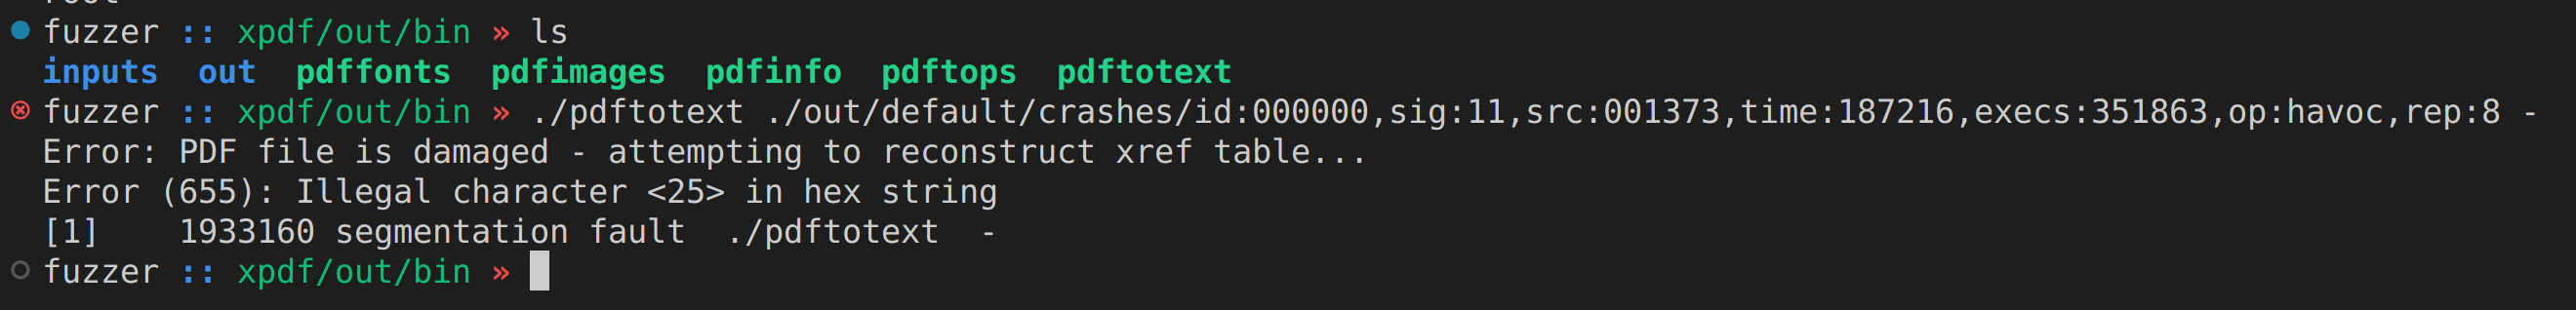 fuzzer :: xpdf/out/bin » ls
inputs out pdffonts pdfimages pdfinfo pdftops pdftotext
fuzzer :: xpdf/out/bin » ./pdftotext ./out/default/crashes/id:000000,sig:11,src:001373,time:187216,execs:351863,op:havoc,rep:8 -
Error: PDF file is damaged - attempting to reconstruct xref table...
Error (655): Illegal character <25> in hex string
[1]    1933160 segmentation fault  ./pdftotext  -
fuzzer :: xpdf/out/bin »